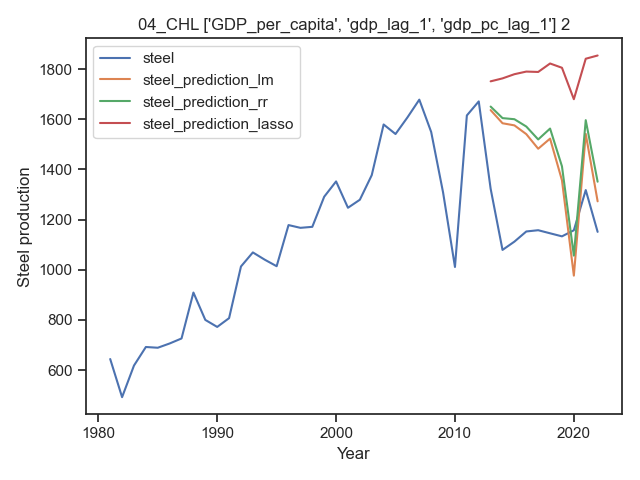 04_CHL ['GDP_per_capita', 'gdp_lag_1', 'gdp_pc_lag_1'] 2
steel
steel_prediction_lm
steel_prediction_rr
steel_prediction_lasso
Steel production
1800
1600
1400
1200
1000
800
600
1980 1990 2000 2010 2020
Year